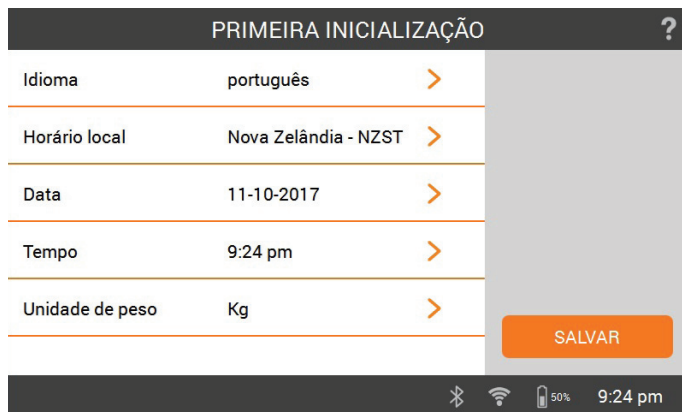 PRIMEIRA INICIALIZAÇÃO ?
Idioma português
Horário local Nova Zelândia - NZST
Data 11-10-2017
Tempo 9:24 pm
Unidade de peso Kg
SALVAR
50% 9:24 pm